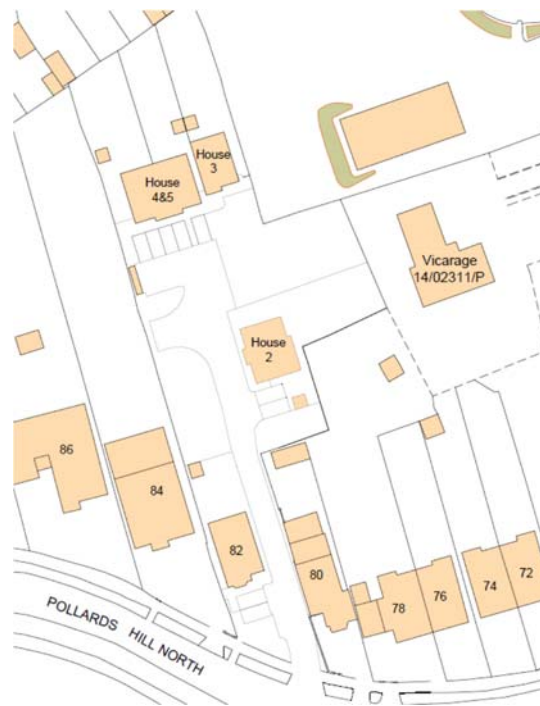 House
3
House
4&5
Vicarage
14/02311/P
House
2
86
84
82
80
78
76
74
72
POLLARDS HILL NORTH